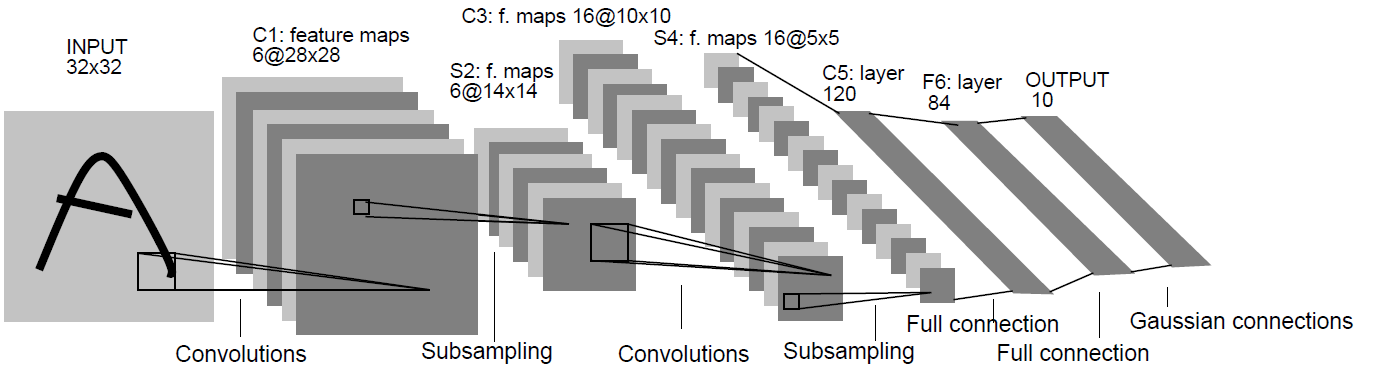 INPUT
32x32
C1: feature maps
6@28x28
S2: f. maps
6@14x14
C3: f. maps 16@10x10
S4: f. maps 16@5x5
C5: layer
120
F6: layer
84
OUTPUT
10
Convolutions
Subsampling
Convolutions
Subsampling
Full connection
Full connection
Gaussian connections